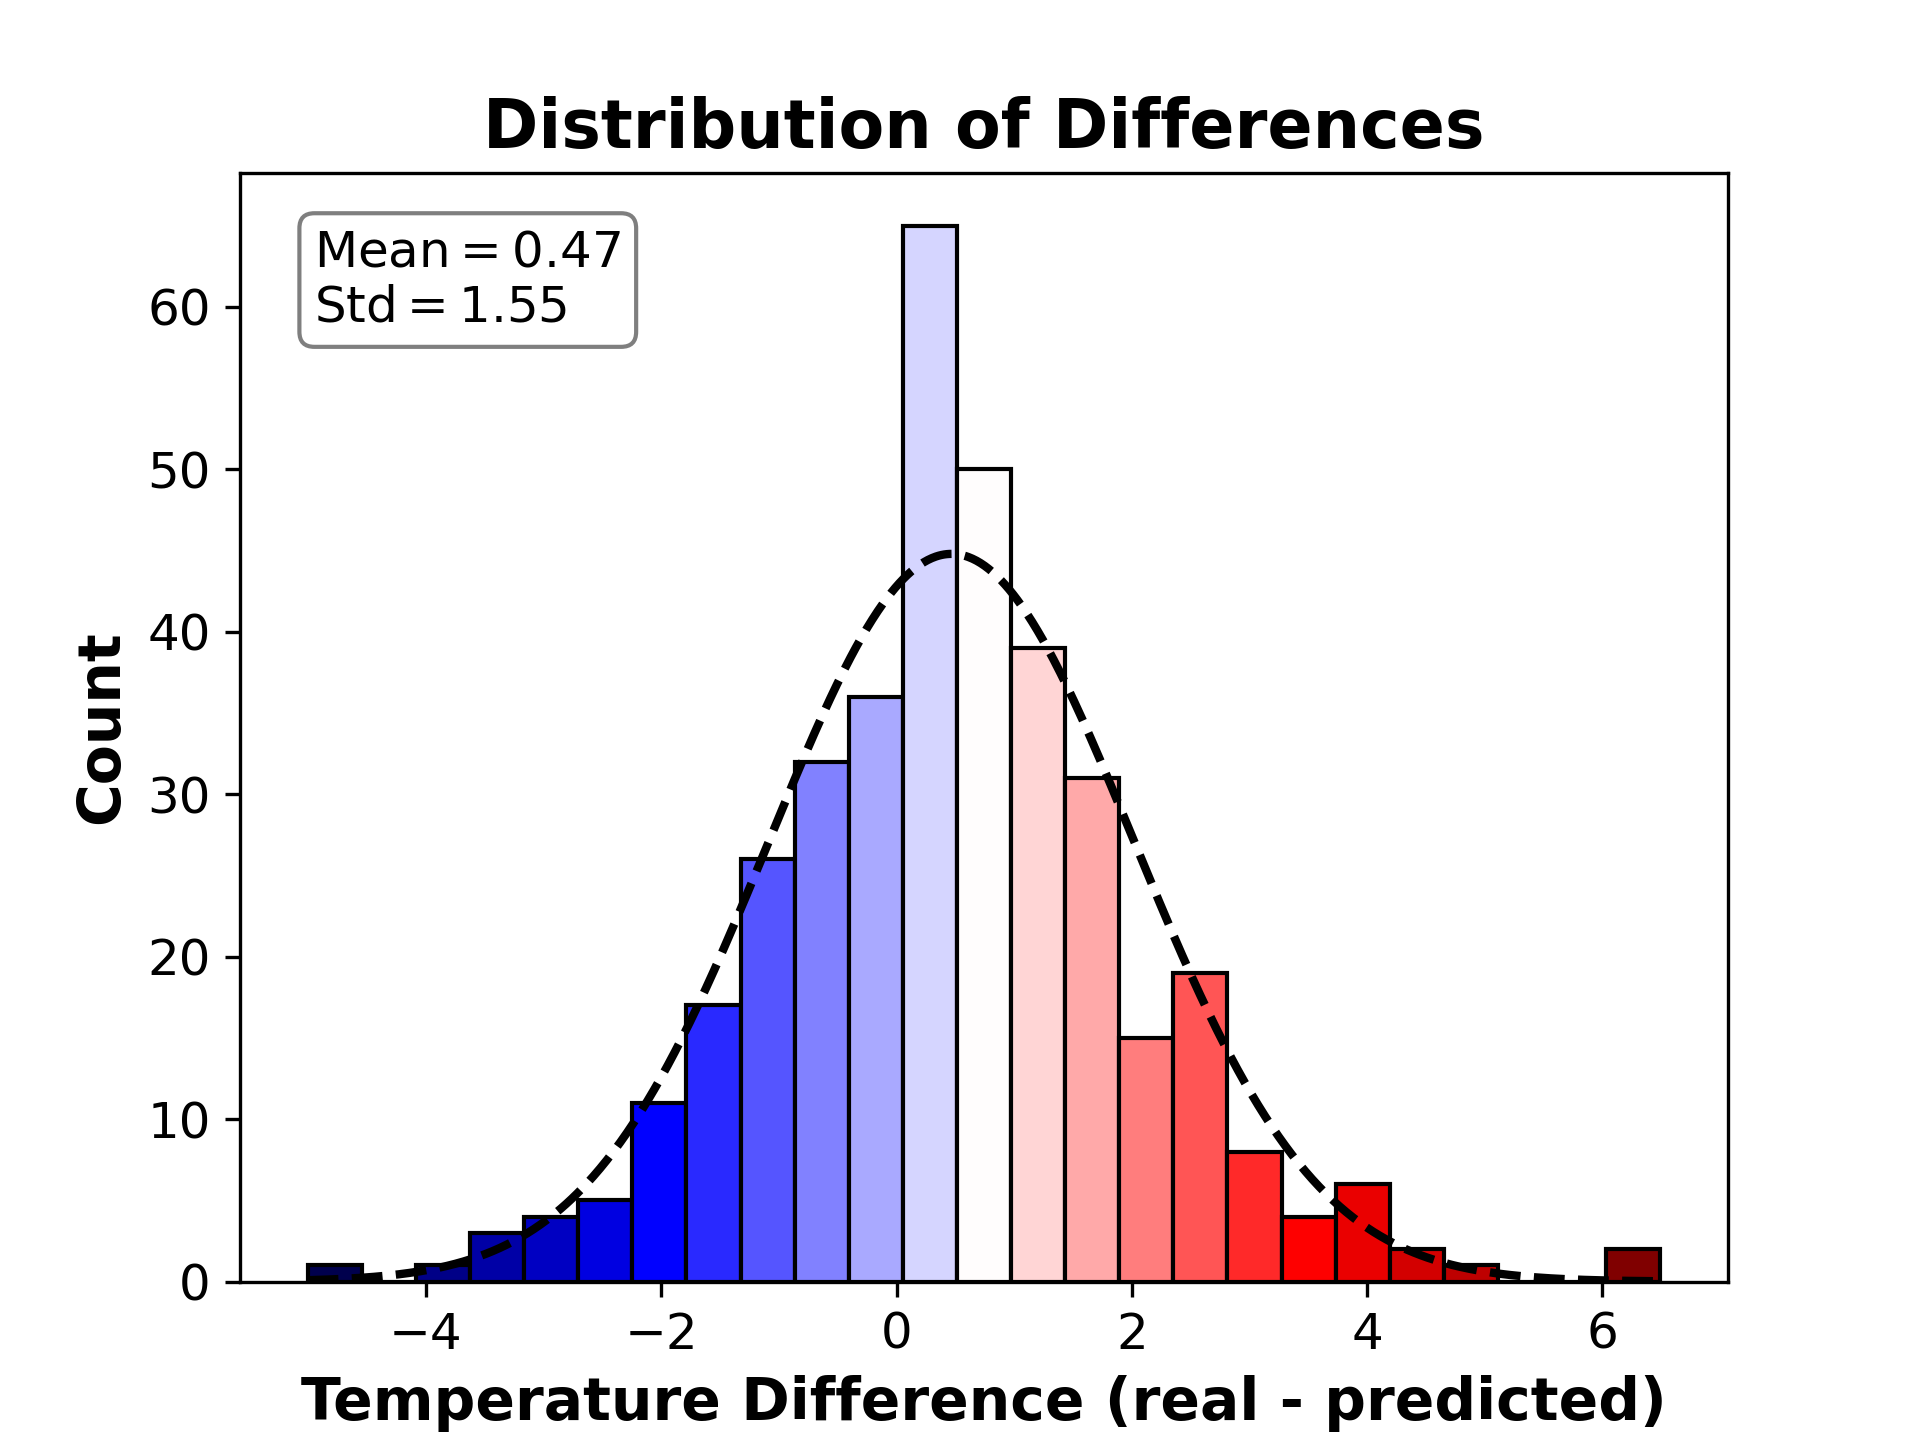 Distribution of Differences
Mean = 0.47
Std = 1.55
60
50
40
30
20
10
0
Count
−4
−2
0
2
4
6
Temperature Difference (real - predicted)